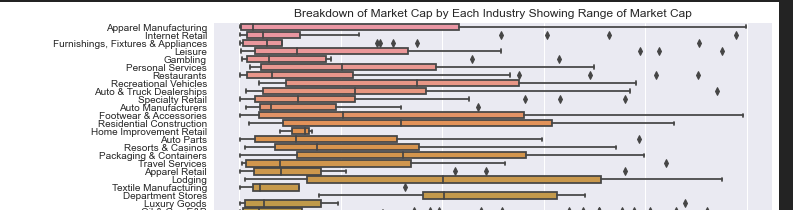 Breakdown of Market Cap by Each Industry Showing Range of Market Cap
Apparel Manufacturing
Internet Retail
Furnishings, Fixtures & Appliances
Leisure
Gambling
Personal Services
Restaurants
Recreational Vehicles
Auto & Truck Dealerships
Specialty Retail
Auto Manufacturers
Footwear & Accessories
Residential Construction
Home Improvement Retail
Auto Parts
Resorts & Casinos
Packaging & Containers
Travel Services
Apparel Retail
Lodging
Textile Manufacturing
Department Stores
Luxury Goods